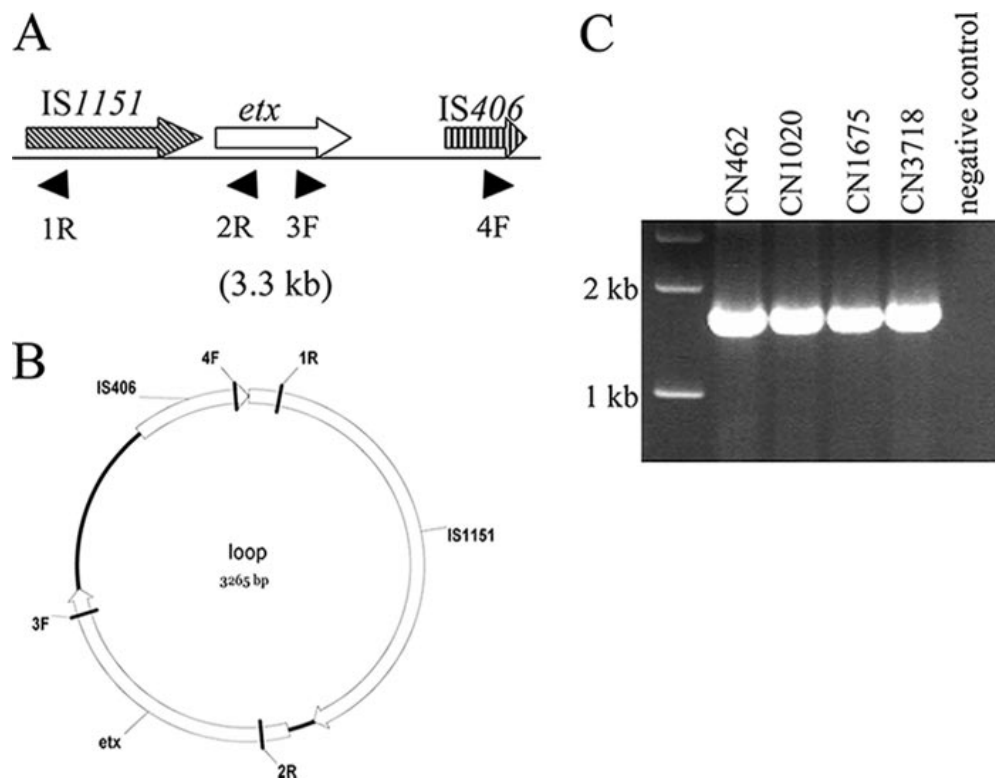 A
IS1151
etx
IS406
1R
2R
3F
4F
(3.3 kb)
B
4F
1R
IS406
IS1151
loop
3265 bp
3F
etx
2R
C
CN462
CN1020
CN1675
CN3718
negative control
2 kb
1 kb